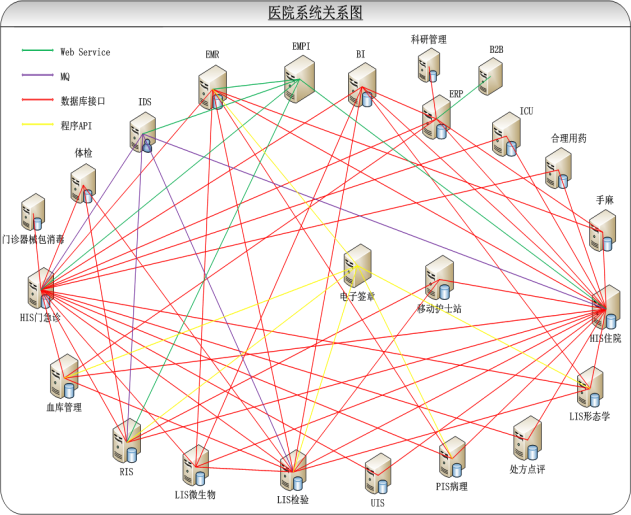 医院系统关系图
Web Service
MQ
数据库接口
程序API
EMR
EMPI
BI
科研管理
B2B
IDS
ERP
ICU
体检
合理用药
手麻
门诊器械包消毒
电子签章
移动护士站
HIS门急诊
HIS住院
血库管理
LIS形态学
RIS
LIS微生物
LIS检验
UIS
PIS病理
处方点评